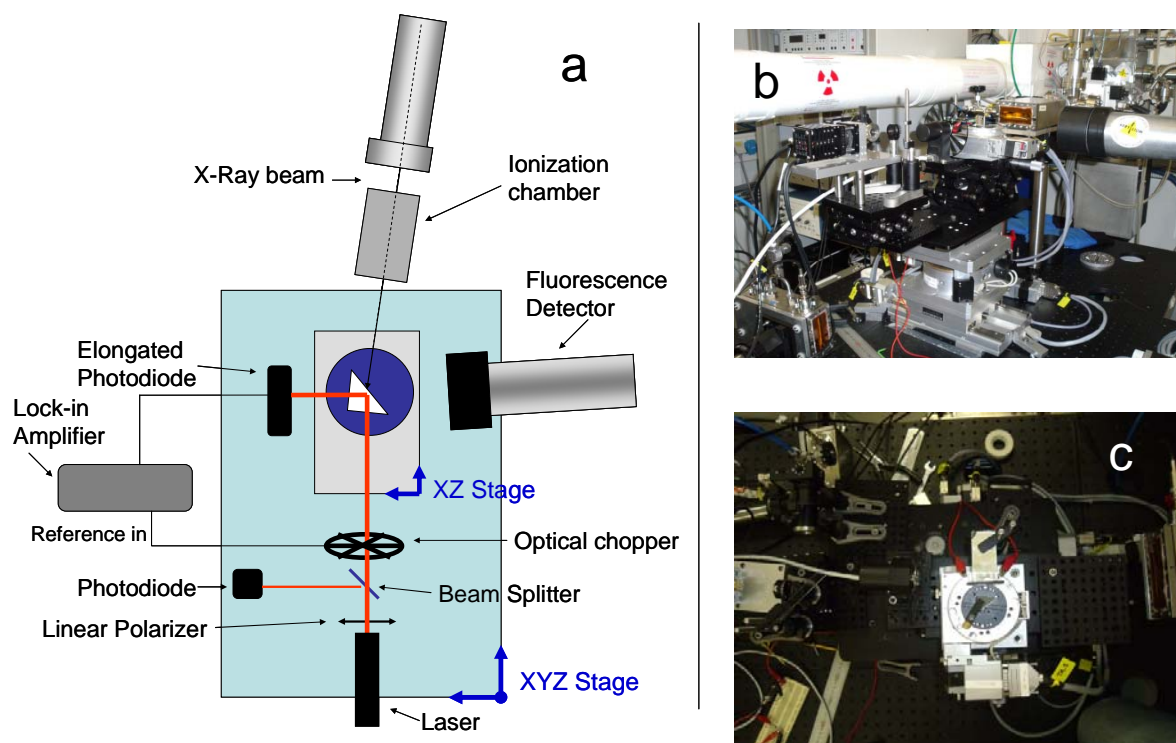 a
X-Ray beam
Ionization
chamber
Fluorescence
Detector
Elongated
Photodiode
Lock-in
Amplifier
XZ Stage
Reference in
Optical chopper
Photodiode
Beam Splitter
Linear Polarizer
XYZ Stage
Laser
b
c